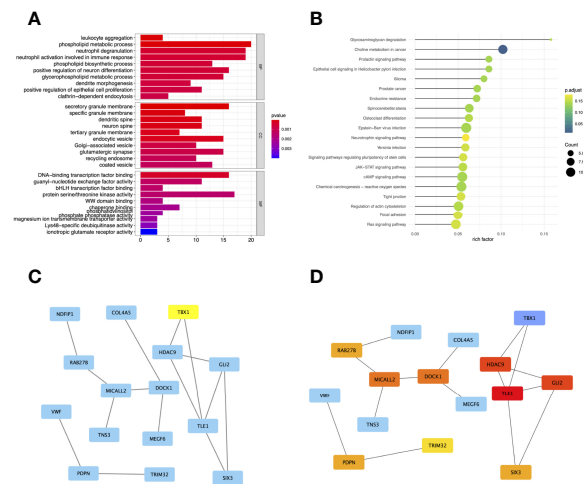 A
leukocyte aggregation
phospholipid metabolic process
neutrophil degranulation
neutrophil activation involved in immune response
phospholipid biosynthetic process
positive regulation of neuron differentiation
glycerophospholipid metabolic process
dendrite morphogenesis
positive regulation of epithelial cell proliferation
clathrin-dependent endocytosis
BP
secretory granule membrane
specific granule membrane
dendritic spine
neuron spine
tertiary granule membrane
endocytic vesicle
Golgi-associated vesicle
glutamatergic synapse
recycling endosome
coated vesicle
CC
DNA-binding transcription factor binding
guanyl-nucleotide exchange factor activity
bHLH transcription factor binding
protein serine/threonine kinase activity
WW domain binding
chaperone binding
phosphate phosphatase activity
magnesium ion transmembrane transporter activity
Lys48-specific deubiquitinase activity
ionotropic glutamate receptor activity
MF
0 5 10 15 20
pvalue
0.001
0.002
0.003
B
Glycosaminoglycan degradation
Choline metabolism in cancer
Prolactin signaling pathway
Epithelial cell signaling in Helicobacter pylori infection
Glioma
Prostate cancer
Endocrine resistance
Spinocerebellar ataxia
Osteoclast differentiation
Epstein-Barr virus infection
Neurotrophin signaling pathway
Yersinia infection
Signaling pathways regulating pluripotency of stem cells
JAK-STAT signaling pathway
cAMP signaling pathway
Chemical carcinogenesis - reactive oxygen species
Tight junction
Regulation of actin cytoskeleton
Focal adhesion
Ras signaling pathway
0.00 0.05 0.10 0.15
rich factor
p.adjust
0.15
0.10
0.05
Count
C
NDFIP1
COL4A5
TBX1
RAB27B
HDAC9
GLI2
MICALL2
DOCK1
VWF
TNS3
MEGF6
TLE1
PDPN
TRIM32
SIX3
D
TBX1
NDFIP1
RAB27B
COL4A5
HDAC9
MICALL2
DOCK1
GLI2
VWF
TLE1
MEGF6
TNS3
TRIM32
PDPN
SIX3